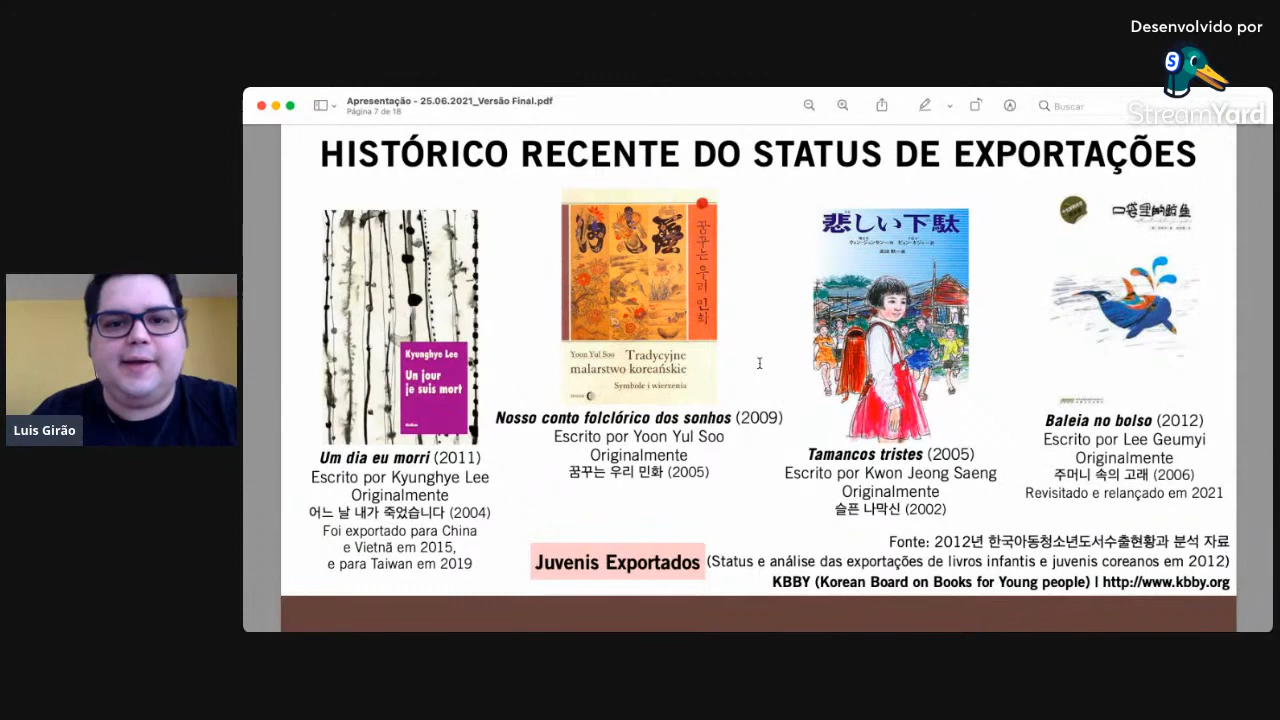 Desenvolvido por
S
StreamYard
Apresentação - 25.06.2021_Versão Final.pdf
Página 7 de 18
Buscar
HISTÓRICO RECENTE DO STATUS DE EXPORTAÇÕES
Kyunghye Lee
Un jour
je suis mort
Um dia eu morri (2011)
Escrito por Kyunghye Lee
Originalmente
어느 날 내가 죽었습니다 (2004)
Foi exportado para China
e Vietnã em 2015,
e para Taiwan em 2019
꿈꾸는 우리 민화
Yoon Yul Soo
Tradycyjne
malarstwo koreańskie
Symbole i wierzenia
Nosso conto folclórico dos sonhos (2009)
Escrito por Yoon Yul Soo
Originalmente
꿈꾸는 우리 민화 (2005)
悲しい下駄
Tamancos tristes (2005)
Escrito por Kwon Jeong Saeng
Originalmente
슬픈 나막신 (2002)
口袋里的鲸鱼
Baleia no bolso (2012)
Escrito por Lee Geumyi
Originalmente
주머니 속의 고래 (2006)
Revisitado e relançado em 2021
Juvenis Exportados
Fonte: 2012년 한국아동청소년도서수출현황과 분석 자료
(Status e análise das exportações de livros infantis e juvenis coreanos em 2012)
KBBY (Korean Board on Books for Young people) | http://www.kbby.org
Luis Girão